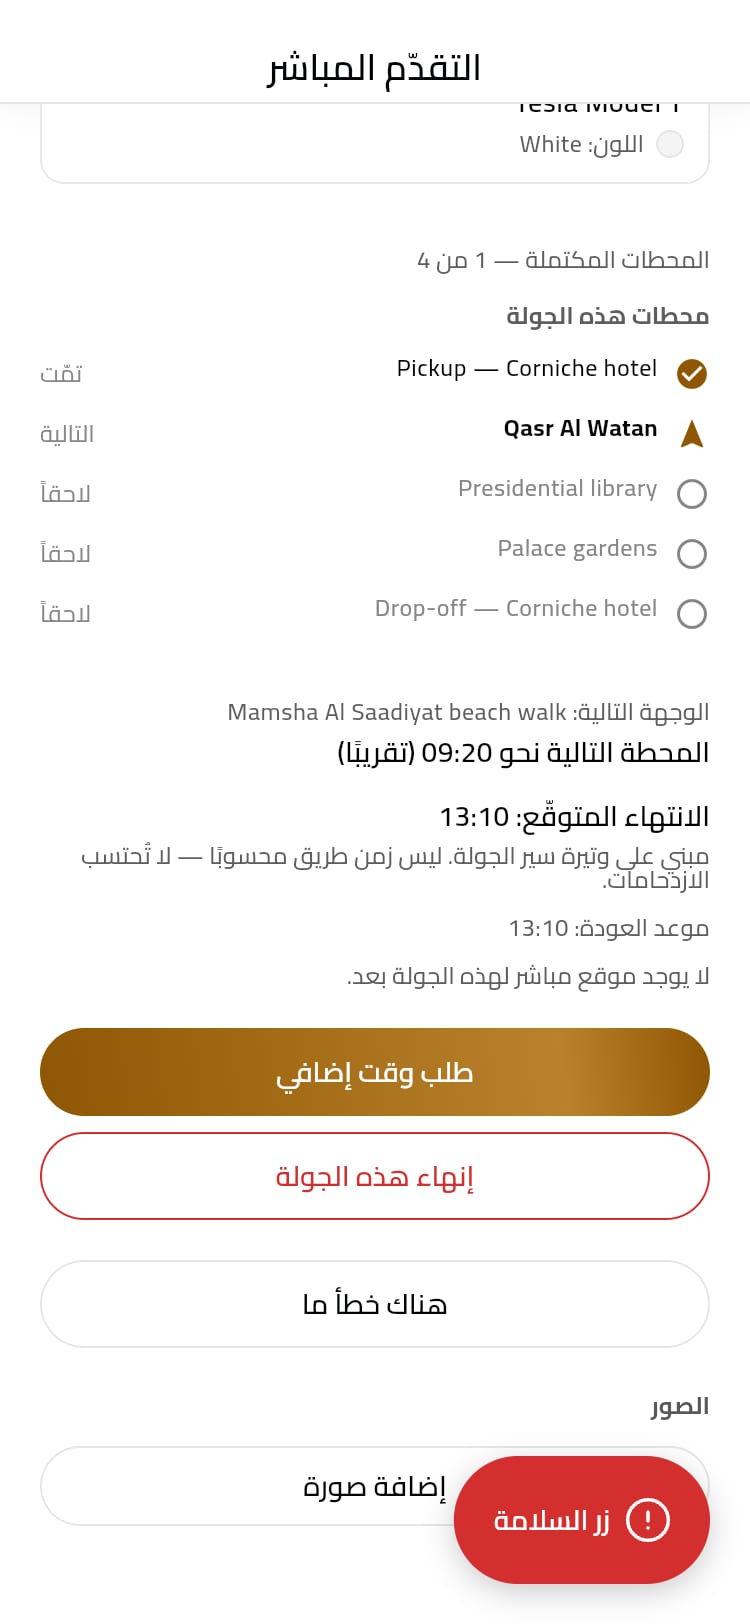 التقدّم المباشر
Tesla Model Y
اللون: White
المحطات المكتملة — 1 من 4
محطات هذه الجولة
Pickup — Corniche hotel
تمّت
Qasr Al Watan
التالية
Presidential library
لاحقاً
Palace gardens
لاحقاً
Drop-off — Corniche hotel
لاحقاً
الوجهة التالية: Mamsha Al Saadiyat beach walk
المحطة التالية نحو 09:20 (تقريبًا)
الانتهاء المتوقّع: 13:10
مبني على وتيرة سير الجولة. ليس زمن طريق محسوبًا — لا تُحتسب
الازدحامات.
موعد العودة: 13:10
لا يوجد موقع مباشر لهذه الجولة بعد.
طلب وقت إضافي
إنهاء هذه الجولة
هناك خطأ ما
الصور
إضافة صورة
زر السلامة